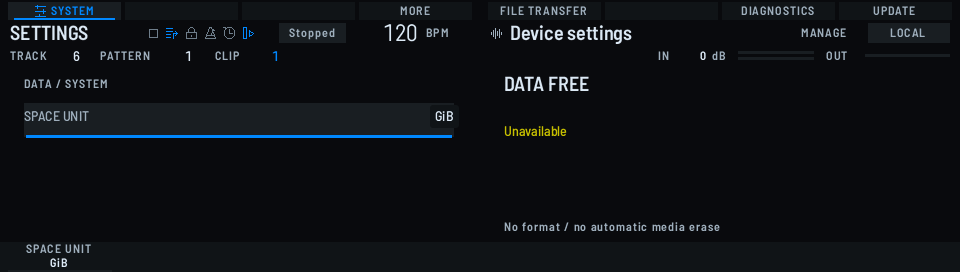 SYSTEM MORE FILE TRANSFER DIAGNOSTICS UPDATE
SETTINGS Stopped 120 BPM Device settings MANAGE LOCAL
TRACK 6 PATTERN 1 CLIP 1 IN 0 dB OUT
DATA / SYSTEM
DATA FREE
SPACE UNIT GiB
Unavailable
No format / no automatic media erase
SPACE UNIT
GiB